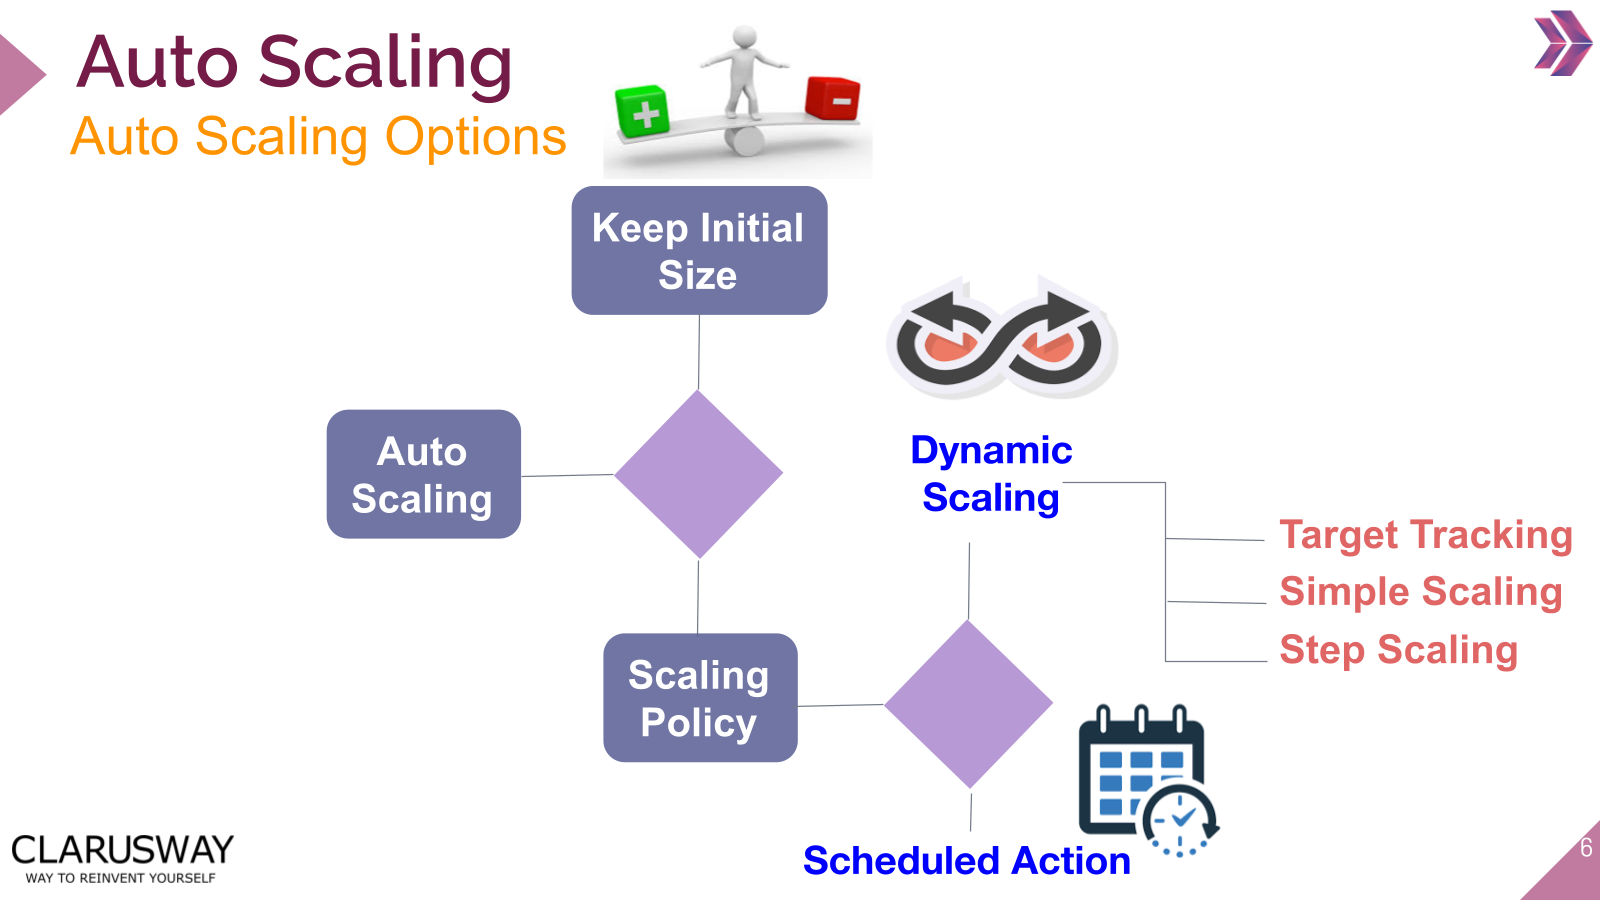 Auto Scaling
Auto Scaling Options
Keep Initial
Size
Auto
Scaling
Dynamic
Scaling
Target Tracking
Simple Scaling
Step Scaling
Scaling
Policy
Scheduled Action
CLARUSWAY
WAY TO REINVENT YOURSELF
6